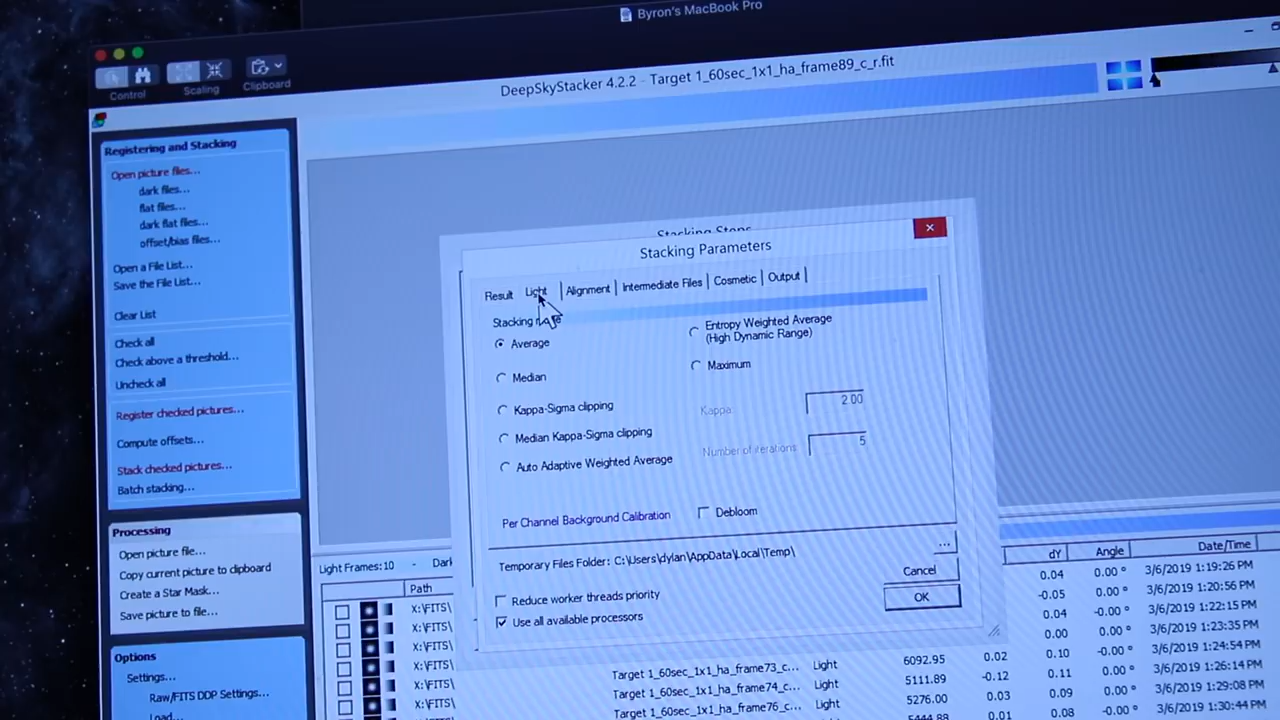 Byron's MacBook Pro
Control
Scaling
Clipboard
DeepSkyStacker 4.2.2 - Target 1_60sec_1x1_ha_frame89_c_r.fit
Registering and Stacking
Open picture files...
dark files...
flat files...
dark flat files...
offset/bias files...
Open a File List...
Save the File List...
Clear List
Check all
Check above a threshold...
Uncheck all
Register checked pictures...
Compute offsets...
Stack checked pictures...
Batch stacking...
Processing
Open picture file...
Copy current picture to clipboard
Create a Star Mask...
Save picture to file...
Options
Settings...
Raw/FITS DDP Settings...
Load...
Stacking Parameters
Result Light Alignment Intermediate Files Cosmetic Output
Stacking
Average
Median
Kappa-Sigma clipping
Median Kappa-Sigma clipping
Auto Adaptive Weighted Average
Entropy Weighted Average
(High Dynamic Range)
Maximum
Kappa 2.00
Number of iterations 5
Per Channel Background Calibration
Debloom
Temporary Files Folder: C:\Users\dylan\AppData\Local\Temp\
...
Reduce worker threads priority
Use all available processors
Cancel
OK
Light Frames:10 - Dark
Path dY Angle Date/Time
X:\FITS\ 0.04 0.00 ° 3/6/2019 1:19:26 PM
X:\FITS\ -0.05 0.00 ° 3/6/2019 1:20:56 PM
X:\FITS\ 0.04 -0.00 ° 3/6/2019 1:22:15 PM
X:\FITS\ 0.00 0.00 ° 3/6/2019 1:23:35 PM
X:\FITS\ Target 1_60sec_1x1_ha_frame73_c... Light 6092.95 0.02 0.10 -0.00 ° 3/6/2019 1:24:54 PM
X:\FITS\ Target 1_60sec_1x1_ha_frame74_c... Light 5111.89 -0.12 0.11 -0.00 ° 3/6/2019 1:26:14 PM
Target 1_60sec_1x1_ha_frame76_c... Light 5276.00 0.03 0.09 -0.00 ° 3/6/2019 1:29:08 PM
0.01 0.08 -0.00 ° 3/6/2019 1:30:44 PM